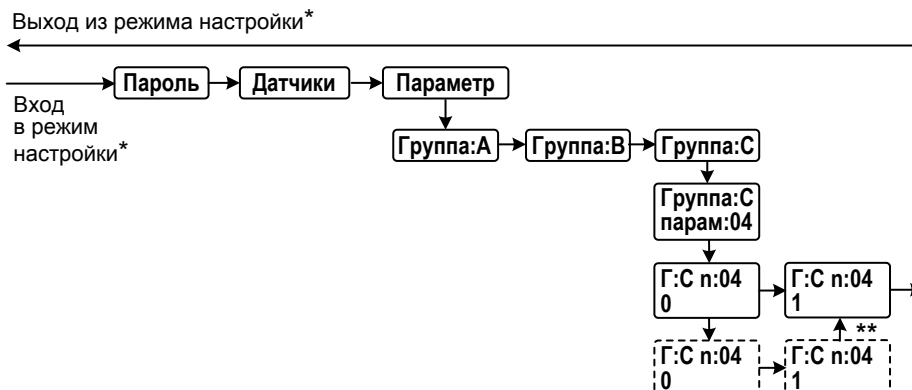 Выход из режима настройки*
Пароль
Датчики
Параметр
Вход
в режим
настройки*
Группа:А
Группа:В
Группа:С
Группа:С
парам:04
Г:С n:04
0
Г:С n:04
1
**
Г:С n:04
0
Г:С n:04
1